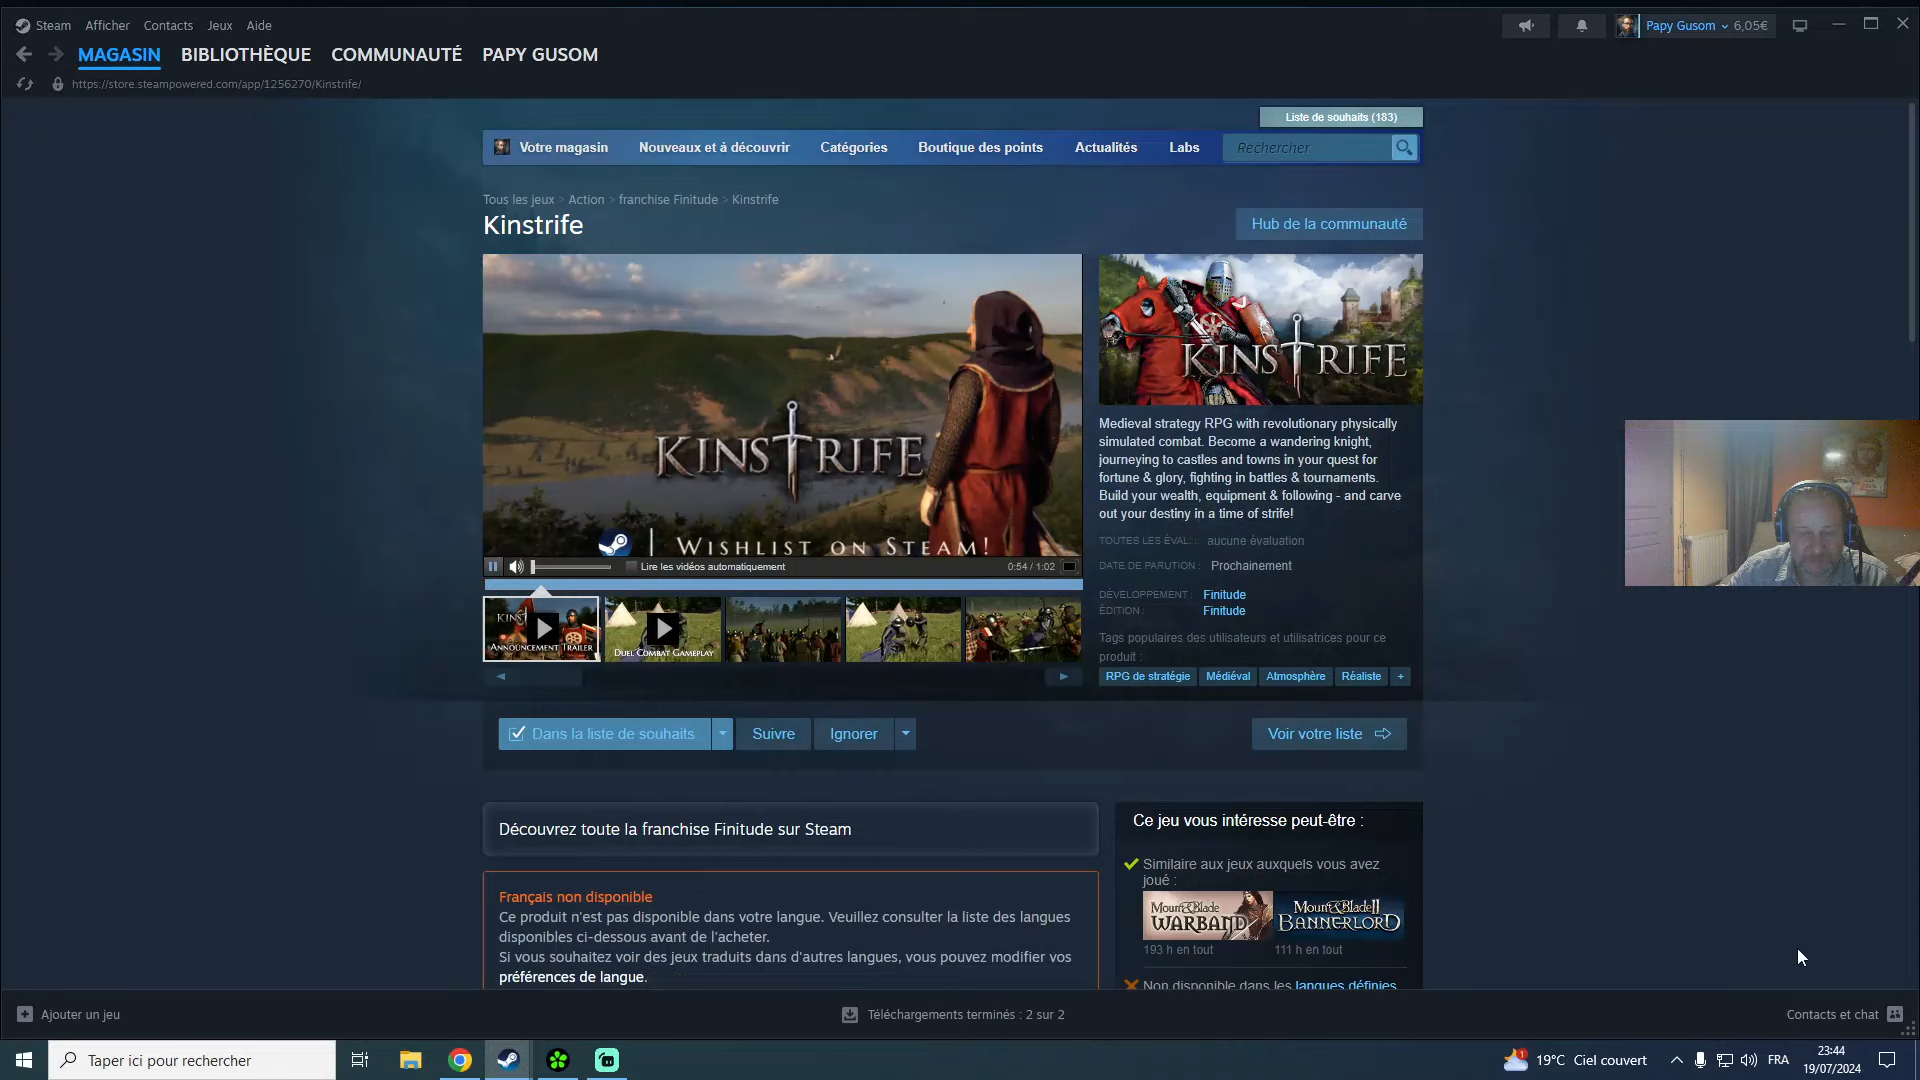 Steam Afficher Contacts Jeux Aide
Papy Gusom 6,05€
MAGASIN BIBLIOTHÈQUE COMMUNAUTÉ PAPY GUSOM
https://store.steampowered.com/app/1256270/Kinstrife/
Liste de souhaits (183)
Votre magasin Nouveaux et à découvrir Catégories Boutique des points Actualités Labs Rechercher
Tous les jeux > Action > franchise Finitude > Kinstrife
Kinstrife
Hub de la communauté
KINSTRIFE
WISHLIST ON STEAM!
Lire les vidéos automatiquement 0:54 / 1:02
ANNOUNCEMENT TRAILER
DUEL COMBAT GAMEPLAY
KINSTRIFE
Medieval strategy RPG with revolutionary physically
simulated combat. Become a wandering knight,
journeying to castles and towns in your quest for
fortune & glory, fighting in battles & tournaments.
Build your wealth, equipment & following - and carve
out your destiny in a time of strife!
TOUTES LES ÉVAL. : aucune évaluation
DATE DE PARUTION : Prochainement
DÉVELOPPEMENT : Finitude
ÉDITION : Finitude
Tags populaires des utilisateurs et utilisatrices pour ce
produit :
RPG de stratégie Médiéval Atmosphère Réaliste +
Dans la liste de souhaits Suivre Ignorer Voir votre liste
Découvrez toute la franchise Finitude sur Steam
Français non disponible
Ce produit n'est pas disponible dans votre langue. Veuillez consulter la liste des langues
disponibles ci-dessous avant de l'acheter.
Si vous souhaitez voir des jeux traduits dans d'autres langues, vous pouvez modifier vos
préférences de langue.
Ce jeu vous intéresse peut-être :
Similaire aux jeux auxquels vous avez
joué :
Mount&Blade WARBAND
Mount&Blade II BANNERLORD
193 h en tout 111 h en tout
Non disponible dans les langues définies
Ajouter un jeu Téléchargements terminés : 2 sur 2 Contacts et chat
Taper ici pour rechercher
1 19°C Ciel couvert FRA 23:44
19/07/2024